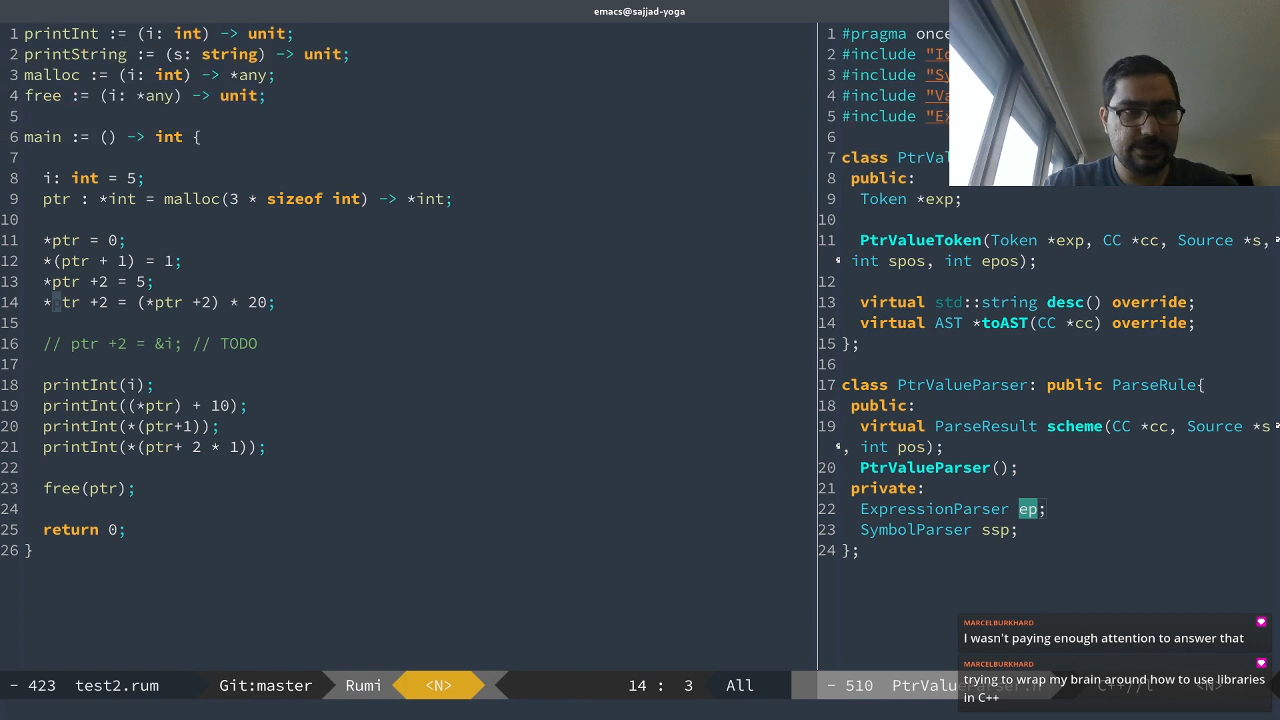 emacs@sajjad-yoga
1 printInt := (i: int) -> unit;
2 printString := (s: string) -> unit;
3 malloc := (i: int) -> *any;
4 free := (i: *any) -> unit;
5
6 main := () -> int {
7
8 i: int = 5;
9 ptr : *int = malloc(3 * sizeof int) -> *int;
10
11 *ptr = 0;
12 *(ptr + 1) = 1;
13 *ptr +2 = 5;
14 *ptr +2 = (*ptr +2) * 20;
15
16 // ptr +2 = &i; // TODO
17
18 printInt(i);
19 printInt((*ptr) + 10);
20 printInt(*(ptr+1));
21 printInt(*(ptr+ 2 * 1));
22
23 free(ptr);
24
25 return 0;
26 }
- 423 test2.rum Git:master Rumi <N> 14 : 3 All
1 #pragma once
2 #include
3 #include
4 #include
5 #include
6
7 class
8 public:
9 Token *exp;
10
11 PtrValueToken(Token *exp, CC *cc, Source *s,
int spos, int epos);
12
13 virtual std::string desc() override;
14 virtual AST *toAST(CC *cc) override;
15 };
16
17 class PtrValueParser: public ParseRule{
18 public:
19 virtual ParseResult scheme(CC *cc, Source *s
, int pos);
20 PtrValueParser();
21 private:
22 ExpressionParser ep;
23 SymbolParser ssp;
24 };
- 510 PtrValueParser.h C++//l <N>
MARCELBURKHARD
I wasn't paying enough attention to answer that
MARCELBURKHARD
trying to wrap my brain around how to use libraries
in C++